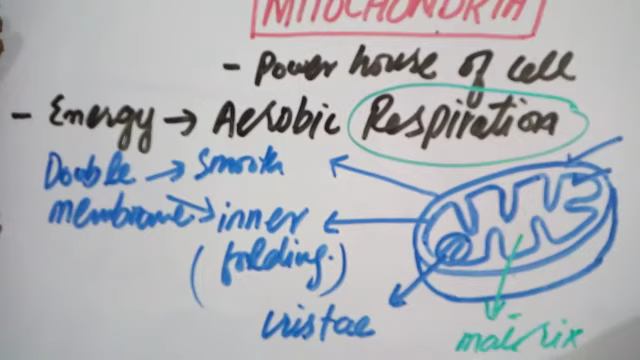 MITOCHONDRIA
- Power house of cell
- Energy → Aerobic Respiration
Double → Smooth
membrane → inner
(folding.)
cristae
matrix